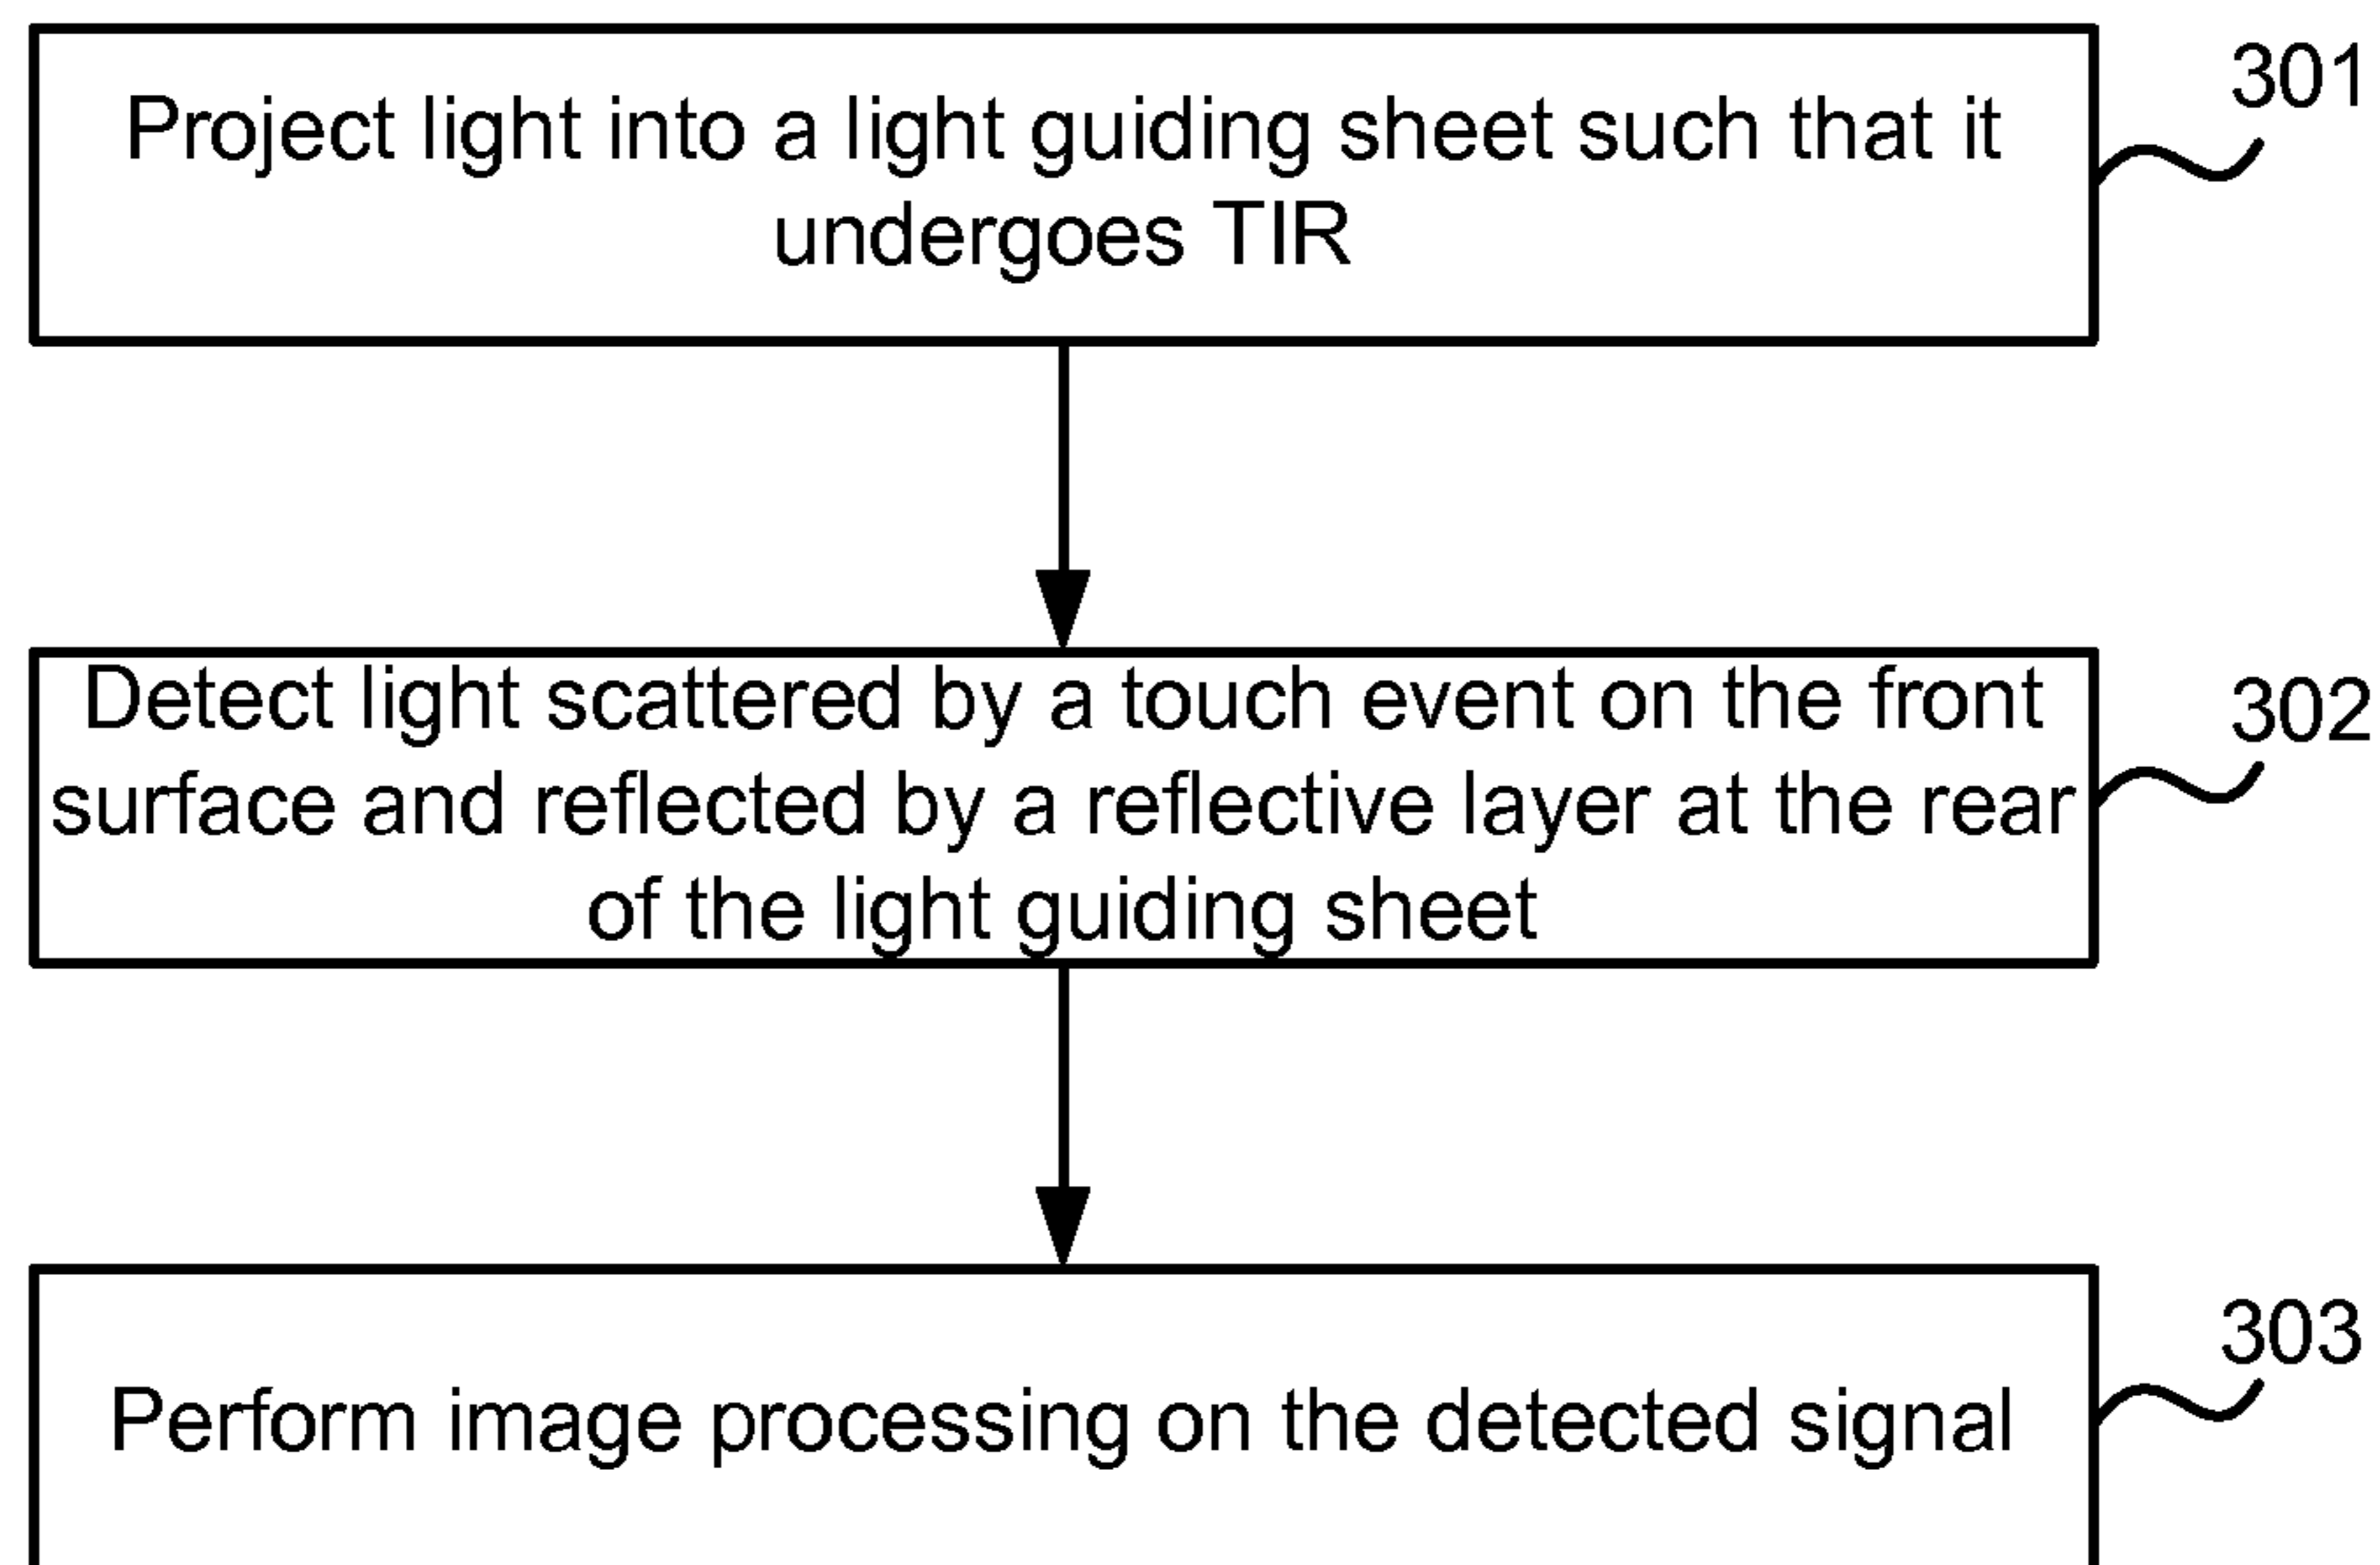 Project light into a light guiding sheet such that it
undergoes TIR
301
Detect light scattered by a touch event on the front
surface and reflected by a reflective layer at the rear
of the light guiding sheet
302
Perform image processing on the detected signal
303